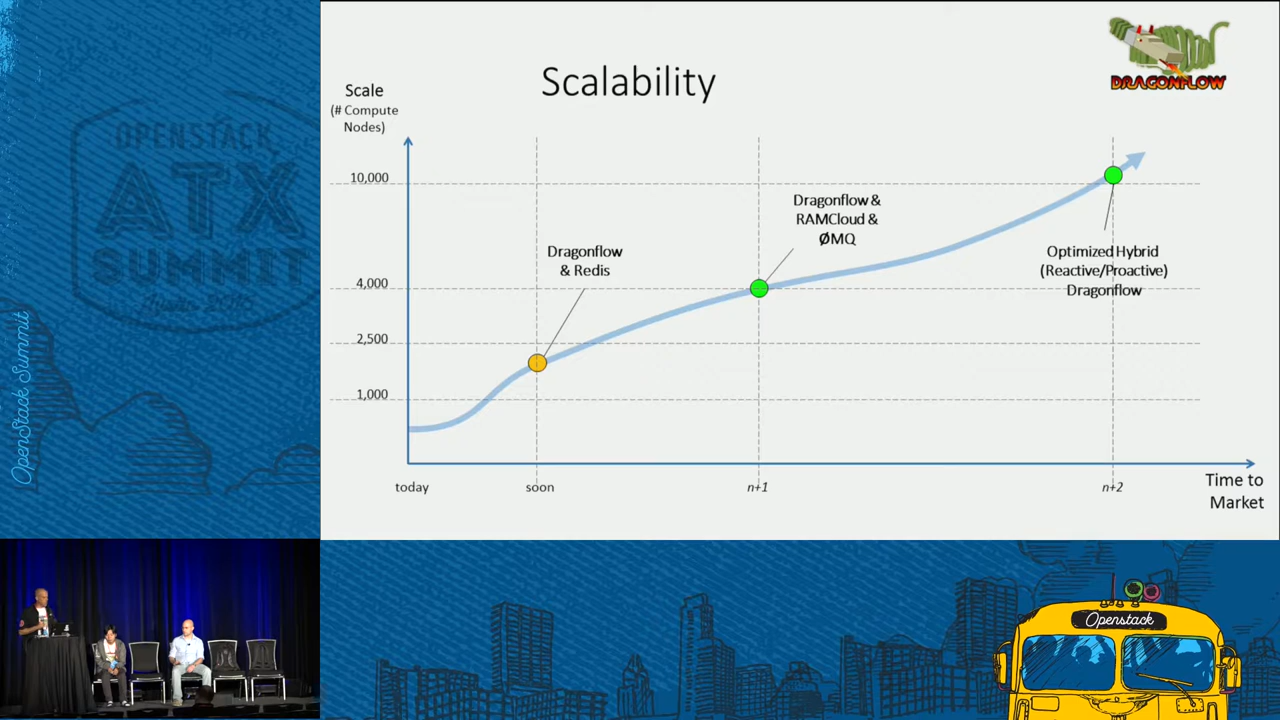 Scalability
DRAGONFLOW
Scale
(# Compute
Nodes)
10,000
4,000
2,500
1,000
Dragonflow
& Redis
Dragonflow &
RAMCloud &
ØMQ
Optimized Hybrid
(Reactive/Proactive)
Dragonflow
today
soon
n+1
n+2
Time to
Market
OPENSTACK
ATX
SUMMIT
OpenStack Summit
Openstack